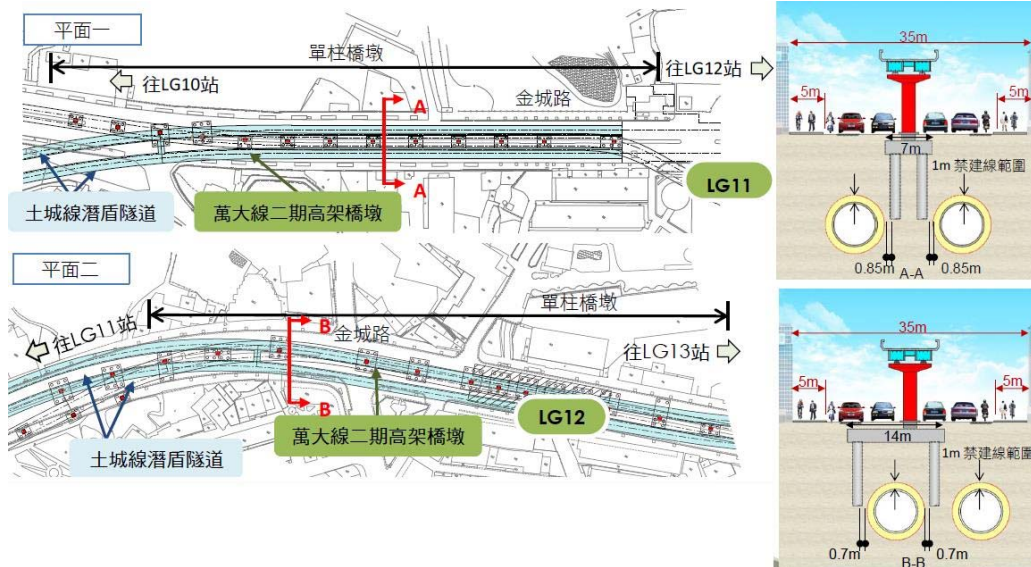 平面一
單柱橋墩
往LG10站
往LG12站
金城路
A
A
LG11
土城線潛盾隧道
萬大線二期高架橋墩
平面二
單柱橋墩
往LG11站
B
金城路
往LG13站
B
LG12
土城線潛盾隧道
萬大線二期高架橋墩
35m
5m
5m
7m
1m 禁建線範圍
0.85m
A-A
0.85m
35m
5m
5m
14m
1m 禁建線範圍
0.7m
B-B
0.7m